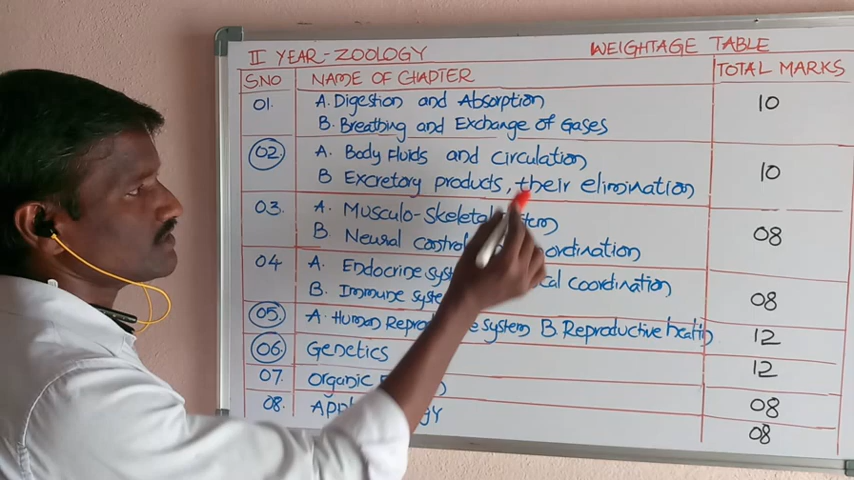 II YEAR-ZOOLOGY WEIGHTAGE TABLE
S.NO NAME OF CHAPTER TOTAL MARKS
01. A. Digestion and Absorption 10
B. Breathing and Exchange of Gases
02. A. Body Fluids and circulation 10
B Excretory products, their elimination
03. A. Musculo-Skeletal 08
B Neural control
04 A. Endocrine coordination 08
B. Immune
05. A. Human system B. Reproductive health 12
06. Genetics 12
07. Organic 08
08. 08